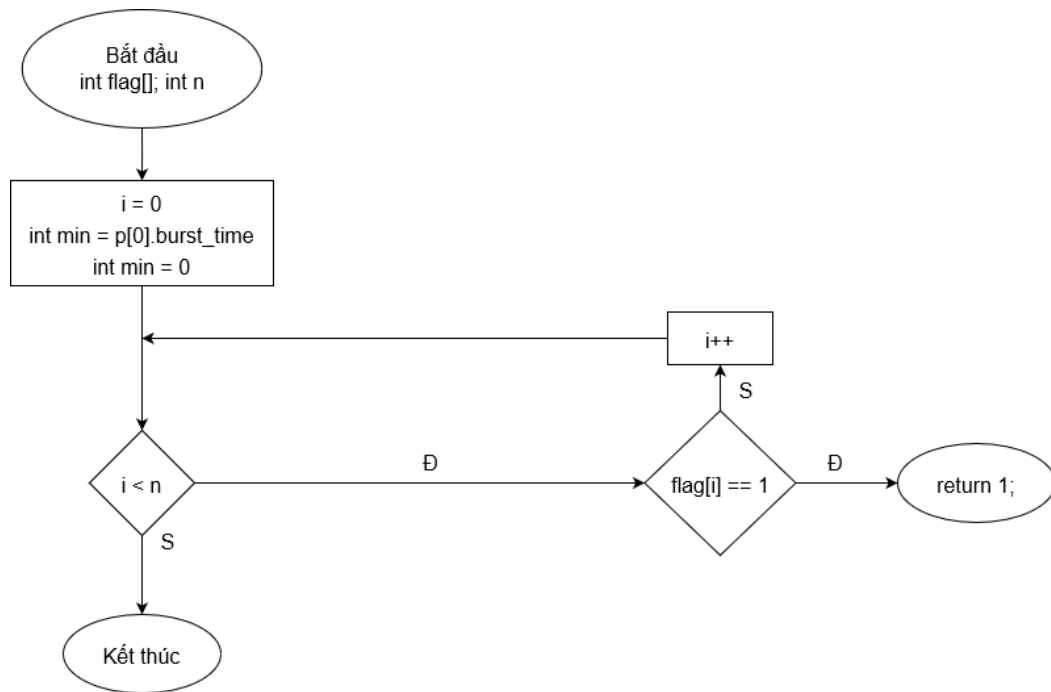 Bắt đầu
int flag[]; int n
i = 0
int min = p[0].burst_time
int min = 0
i++
S
i < n
Đ
flag[i] == 1
Đ
return 1;
S
Kết thúc